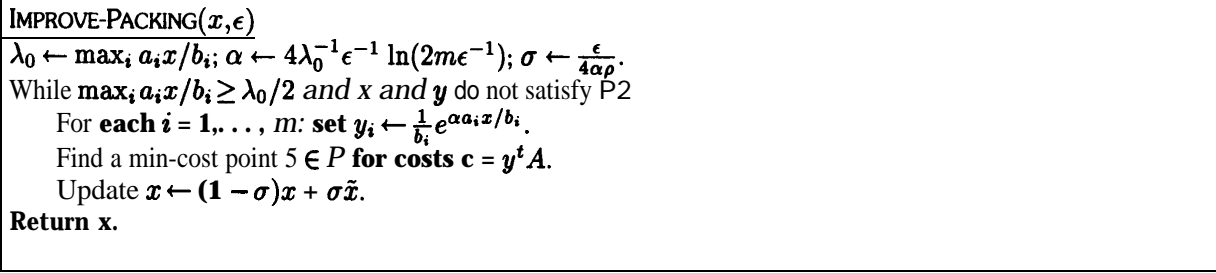 IMPROVE-PACKING(x,ϵ)
λ₀ ← maxᵢ aᵢx/bᵢ; α ← 4λ₀⁻¹ϵ⁻¹ ln(2mϵ⁻¹); σ ← ϵ/4αρ.
While maxᵢ aᵢx/bᵢ ≥ λ₀/2 and x and y do not satisfy P2
For each i = 1,. . . , m: set yᵢ ← 1/bᵢ e^{αaᵢx/bᵢ}.
Find a min-cost point 5 ∈ P for costs c = yᵗA.
Update x ← (1 − σ)x + σx̃.
Return x.